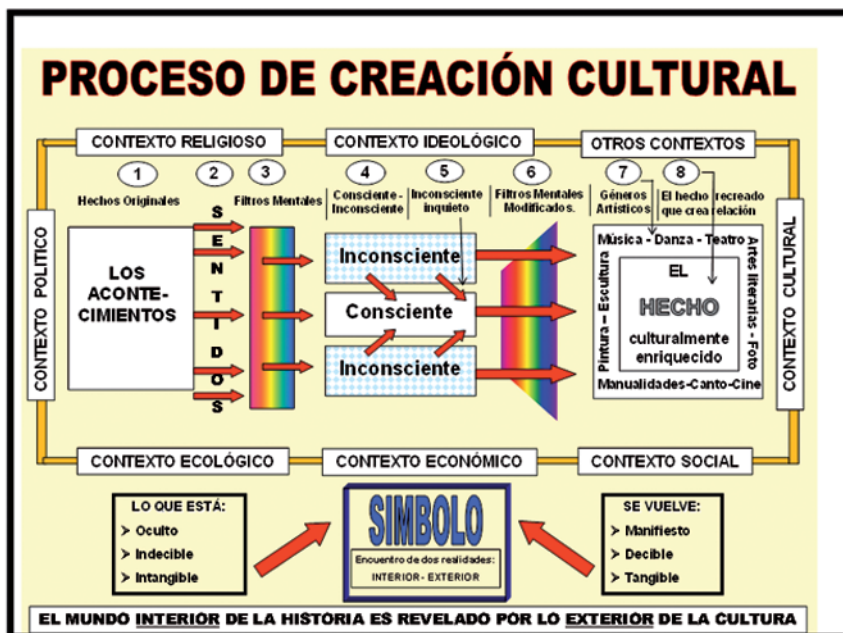 PROCESO DE CREACIÓN CULTURAL
CONTEXTO RELIGIOSO
CONTEXTO IDEOLÓGICO
OTROS CONTEXTOS
1
2
3
4
5
6
7
8
Hechos Originales
Filtros Mentales
Consciente -
Inconsciente
Inconsciente
inquieto
Filtros Mentales
Modificados.
Géneros
Artísticos
El hecho recreado
que crea relación
CONTEXTO POLITICO
LOS
ACONTE-
CIMIENTOS
SENTIDOS
Inconsciente
Consciente
Inconsciente
Música - Danza - Teatro
Pintura – Escultura
Artes literarias - Foto
Manualidades-Canto-Cine
EL
HECHO
culturalmente
enriquecido
CONTEXTO CULTURAL
CONTEXTO ECOLÓGICO
CONTEXTO ECONÓMICO
CONTEXTO SOCIAL
LO QUE ESTÁ:
➢ Oculto
➢ Indecible
➢ Intangible
SIMBOLO
Encuentro de dos realidades:
INTERIOR - EXTERIOR
SE VUELVE:
➢ Manifiesto
➢ Decible
➢ Tangible
EL MUNDO INTERIOR DE LA HISTORIA ES REVELADO POR LO EXTERIOR DE LA CULTURA